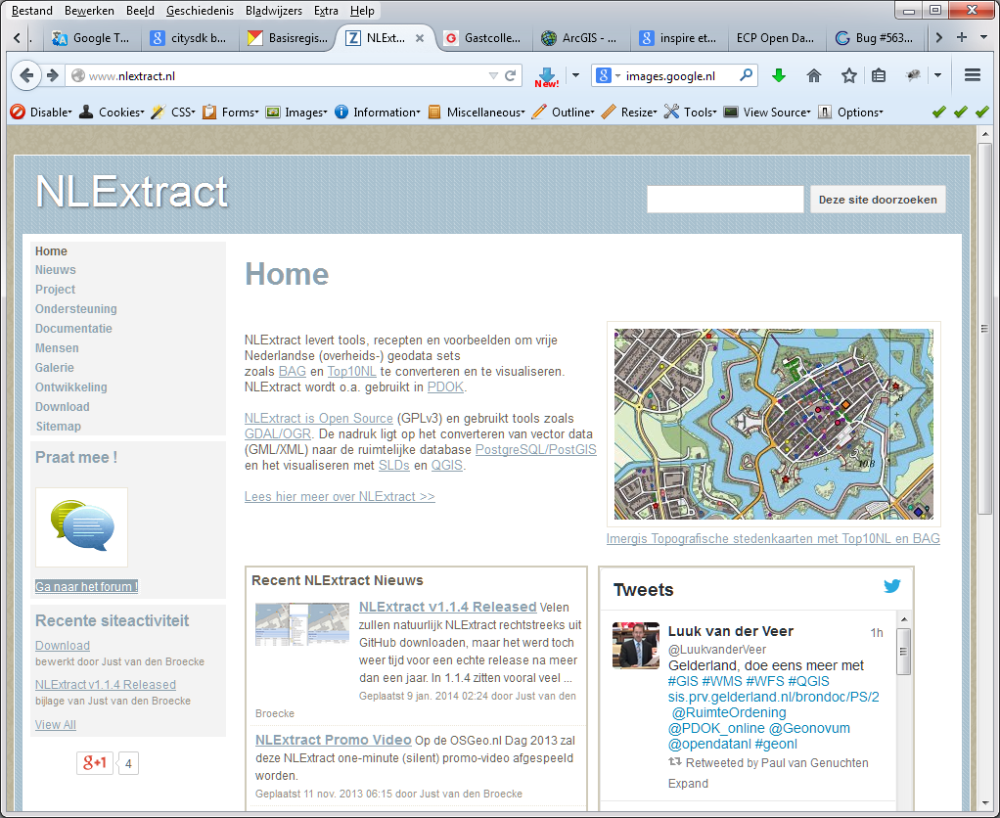 Bestand Bewerken Beeld Geschiedenis Bladwijzers Extra Help
Google T... citysdk b... Basisregis... NLExt... Gastcolle... ArcGIS - ... inspire et... ECP Open Da... Bug #563...
www.nlextract.nl New! images.google.nl
Disable Cookies CSS Forms Images Information Miscellaneous Outline Resize Tools View Source Options
NLExtract
Deze site doorzoeken
Home
Nieuws
Project
Ondersteuning
Documentatie
Mensen
Galerie
Ontwikkeling
Download
Sitemap
Praat mee !
Ga naar het forum !
Recente siteactiviteit
Download
bewerkt door Just van den Broecke
NLExtract v1.1.4 Released
bijlage van Just van den Broecke
View All
g+1 4
Home
NLExtract levert tools, recepten en voorbeelden om vrije
Nederlandse (overheids-) geodata sets
zoals BAG en Top10NL te converteren en te visualiseren.
NLExtract wordt o.a. gebruikt in PDOK.
NLExtract is Open Source (GPLv3) en gebruikt tools zoals
GDAL/OGR. De nadruk ligt op het converteren van vector data
(GML/XML) naar de ruimtelijke database PostgreSQL/PostGIS
en het visualiseren met SLDs en QGIS.
Lees hier meer over NLExtract >>
10B
Imergis Topografische stedenkaarten met Top10NL en BAG
Recent NLExtract Nieuws
NLExtract v1.1.4 Released Velen
zullen natuurlijk NLExtract rechtstreeks uit
GitHub downloaden, maar het werd toch
weer tijd voor een echte release na meer
dan een jaar. In 1.1.4 zitten vooral veel ...
Geplaatst 9 jan. 2014 02:24 door Just van den
Broecke
NLExtract Promo Video Op de OSGeo.nl Dag 2013 zal
deze NLExtract one-minute (silent) promo-video afgespeeld
worden.
Geplaatst 11 nov. 2013 06:15 door Just van den Broecke
Tweets
Luuk van der Veer 1h
@LuukvanderVeer
Gelderland, doe eens meer met
#GIS #WMS #WFS #QGIS
sis.prv.gelderland.nl/brondoc/PS/2
@RuimteOrdening
@PDOK_online @Geonovum
@opendatanl #geonl
Retweeted by Paul van Genuchten
Expand